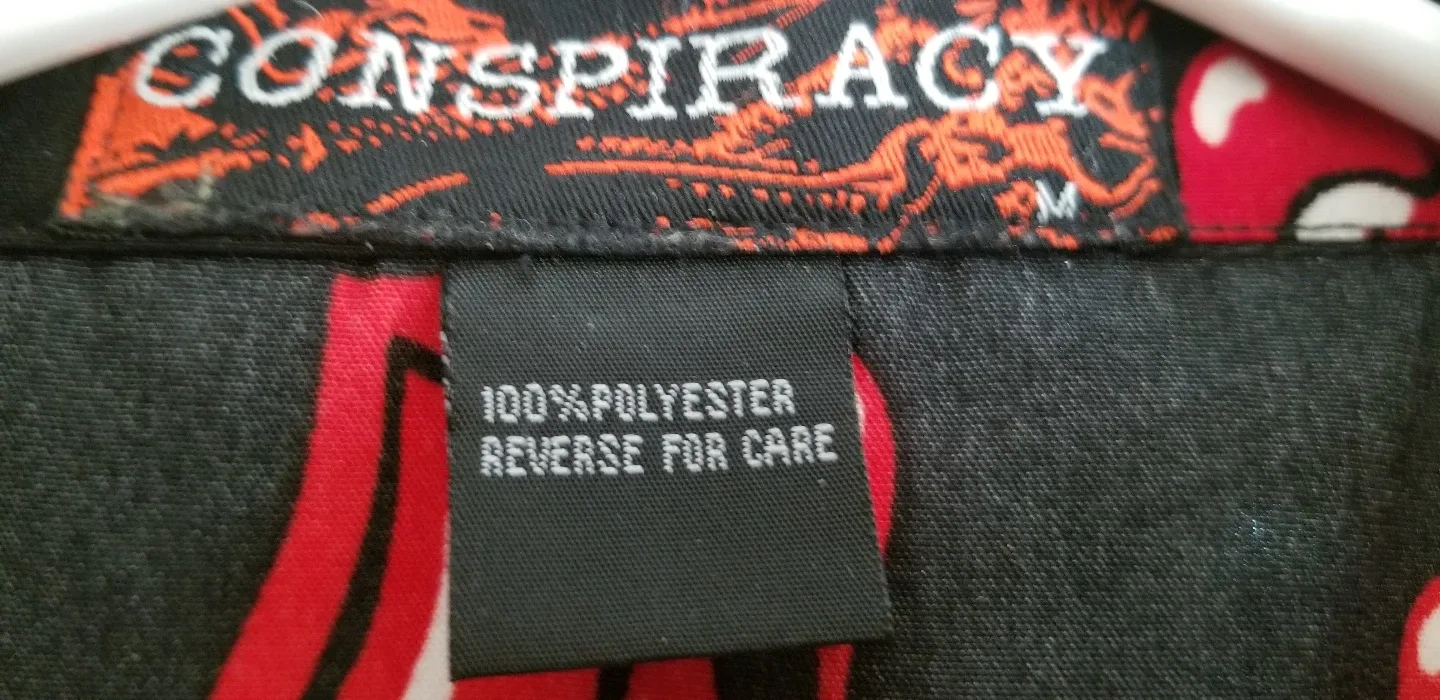 CONSPIRACY
M
100%POLYESTER
REVERSE FOR CARE